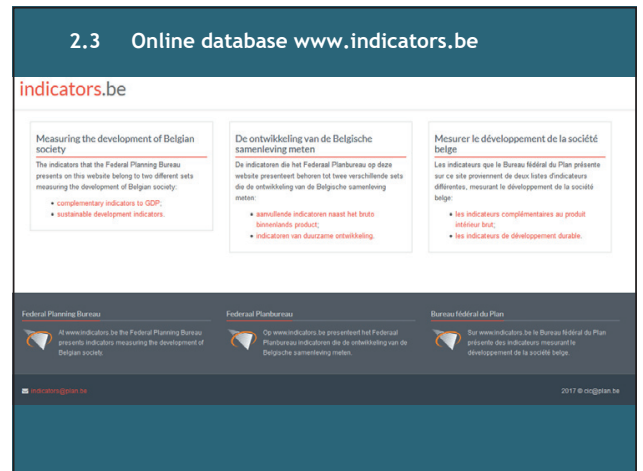 2.3 Online database www.indicators.be
indicators.be
Measuring the development of Belgian
society
The indicators that the Federal Planning Bureau
presents on this website belong to two different sets
measuring the development of Belgian society:
• complementary indicators to GDP;
• sustainable development indicators.
De ontwikkeling van de Belgische
samenleving meten
De indicatoren die het Federaal Planbureau op deze
website presenteert behoren tot twee verschillende sets
die de ontwikkeling van de Belgische samenleving
meten:
• aanvullende indicatoren naast het bruto
binnenlands product;
• indicatoren van duurzame ontwikkeling.
Mesurer le développement de la société
belge
Les indicateurs que le Bureau fédéral du Plan présente
sur ce site proviennent de deux listes d'indicateurs
différentes, mesurant le développement de la société
belge:
• les indicateurs complémentaires au produit
intérieur brut;
• les indicateurs de développement durable.
Federal Planning Bureau
At www.indicators.be the Federal Planning Bureau
presents indicators measuring the development of
Belgian society.
Federaal Planbureau
Op www.indicators.be presenteert het Federaal
Planbureau indicatoren die de ontwikkeling van de
Belgische samenleving meten.
Bureau fédéral du Plan
Sur www.indicators.be le Bureau fédéral du Plan
présente des indicateurs mesurant le
développement de la société belge.
indicators@plan.be
2017 © cic@plan.be